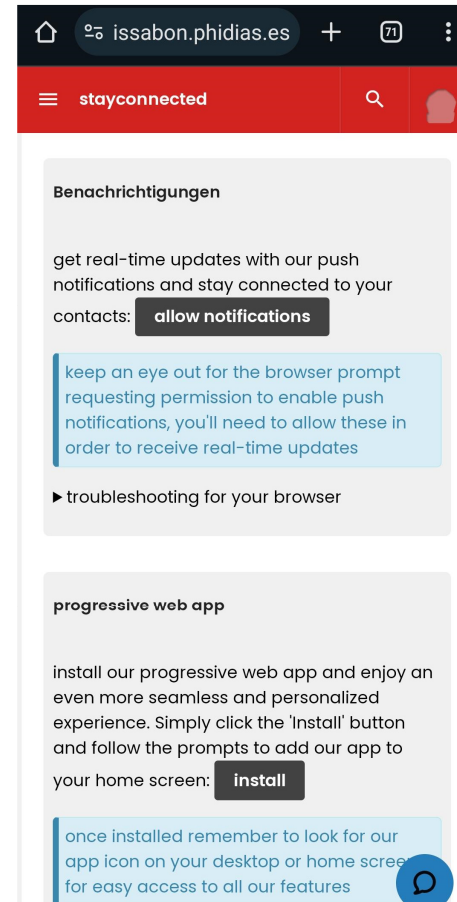 issabon.phidias.es
71
stayconnected
Benachrichtigungen
get real-time updates with our push
notifications and stay connected to your
contacts: allow notifications
keep an eye out for the browser prompt
requesting permission to enable push
notifications, you'll need to allow these in
order to receive real-time updates
troubleshooting for your browser
progressive web app
install our progressive web app and enjoy an
even more seamless and personalized
experience. Simply click the 'Install' button
and follow the prompts to add our app to
your home screen: install
once installed remember to look for our
app icon on your desktop or home screen
for easy access to all our features